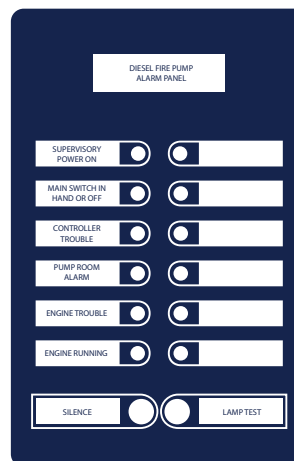 DIESEL FIRE PUMP
ALARM PANEL
SUPERVISORY
POWER ON
MAIN SWITCH IN
HAND OR OFF
CONTROLLER
TROUBLE
PUMP ROOM
ALARM
ENGINE TROUBLE
ENGINE RUNNING
SILENCE
LAMP TEST